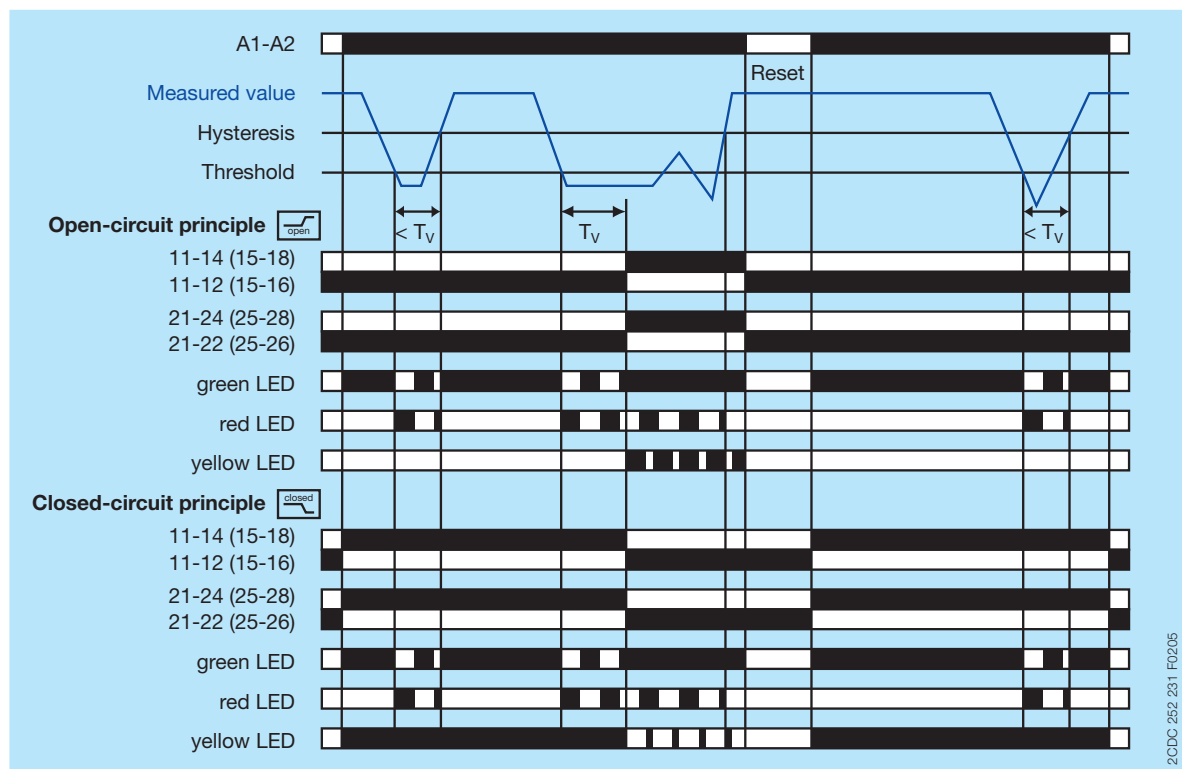 A1-A2
Reset
Measured value
Hysteresis
Threshold
Open-circuit principle open
< TV
TV
< TV
11-14 (15-18)
11-12 (15-16)
21-24 (25-28)
21-22 (25-26)
green LED
red LED
yellow LED
Closed-circuit principle closed
11-14 (15-18)
11-12 (15-16)
21-24 (25-28)
21-22 (25-26)
green LED
red LED
yellow LED
2CDC 252 231 F0205